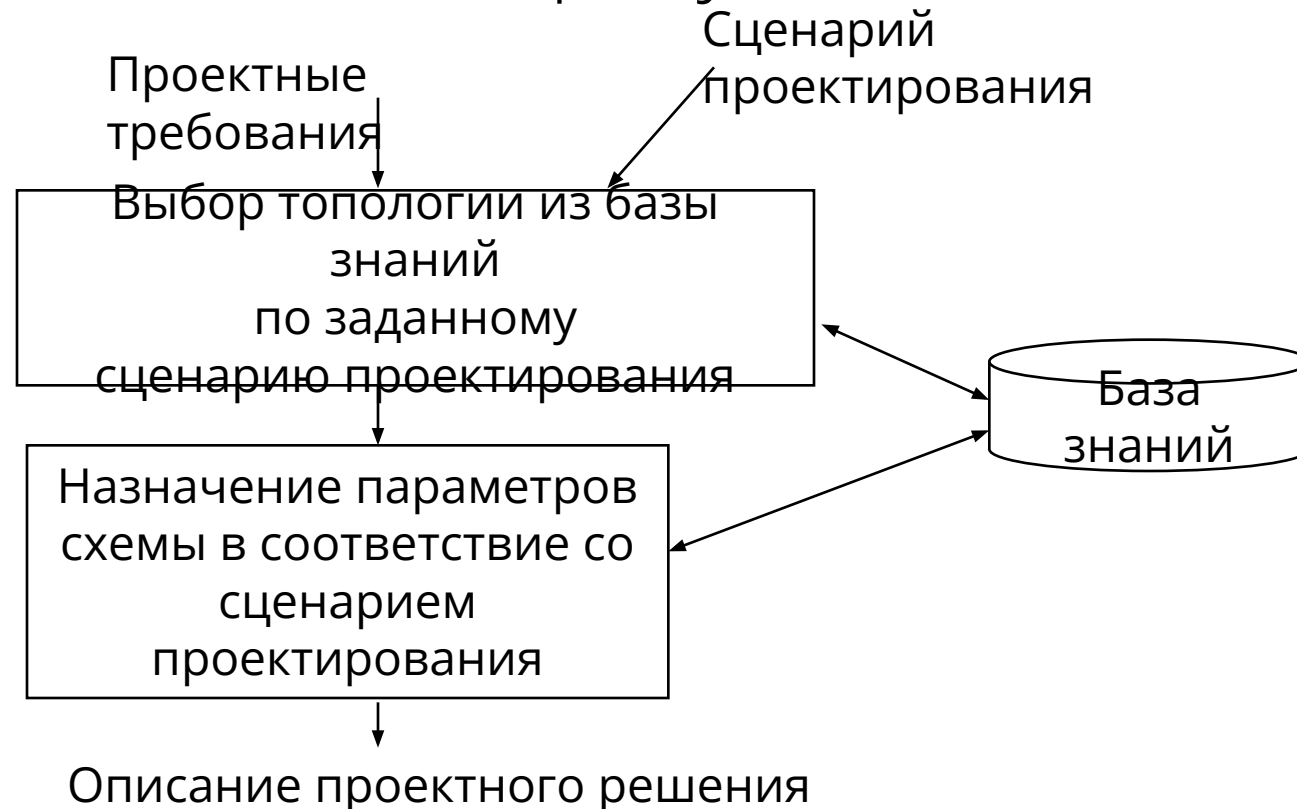 Сценарий
проектирования
Проектные
требования
Выбор топологии из базы
знаний
по заданному
сценарию проектирования
База
знаний
Назначение параметров
схемы в соответствие со
сценарием
проектирования
Описание проектного решения